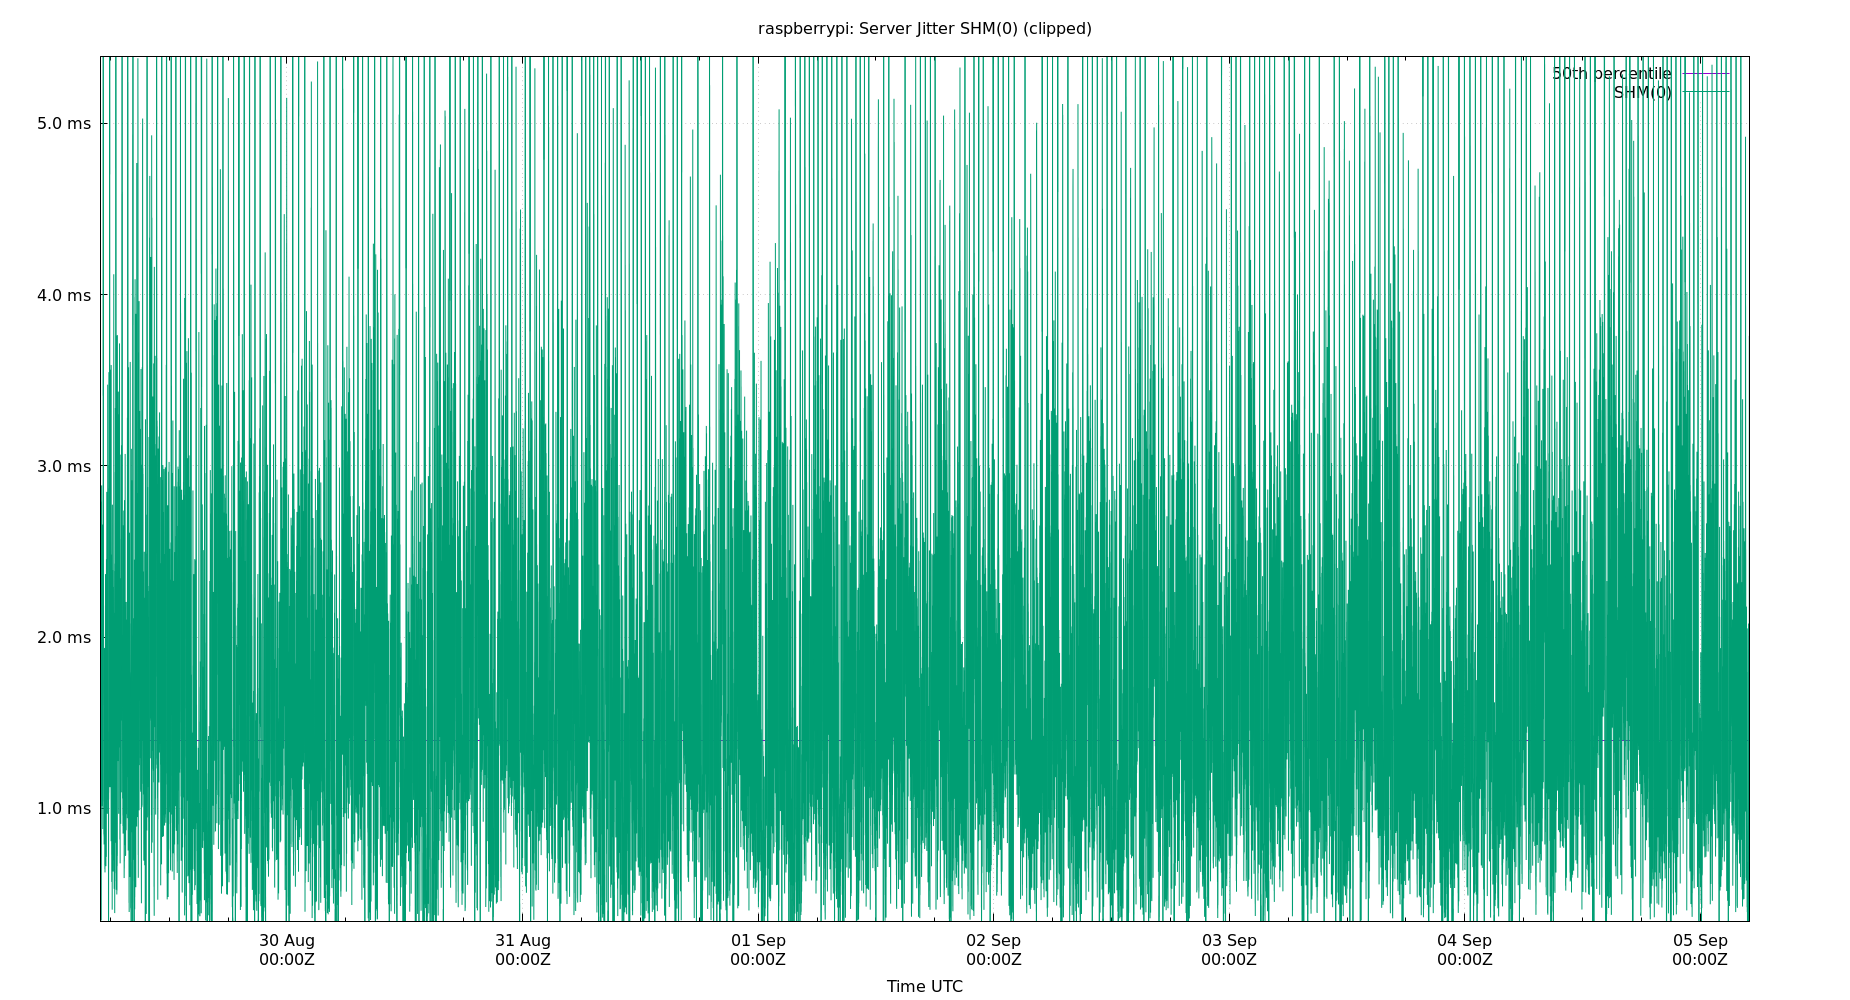 raspberrypi: Server Jitter SHM(0) (clipped)
50th percentile
SHM(0)
5.0 ms
4.0 ms
3.0 ms
2.0 ms
1.0 ms
30 Aug 31 Aug 01 Sep 02 Sep 03 Sep 04 Sep 05 Sep
00:00Z 00:00Z 00:00Z 00:00Z 00:00Z 00:00Z 00:00Z
Time UTC